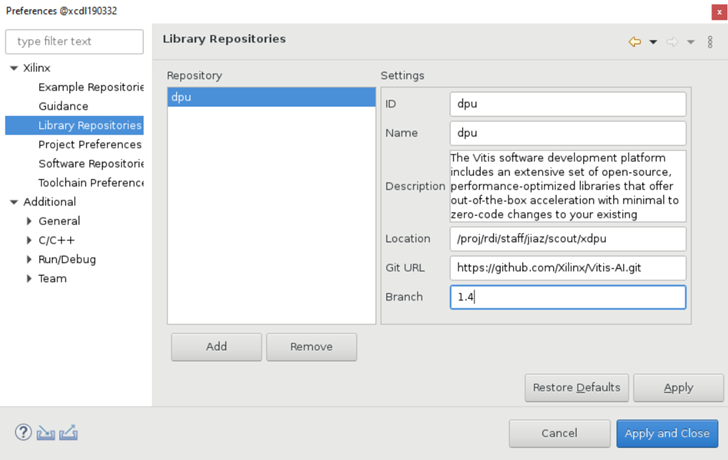 Preferences @xcdl190332
x
type filter text
Library Repositories
Xilinx
Example Repositorie
Guidance
Library Repositories
Project Preferences
Software Repositorie
Toolchain Preference
Additional
General
C/C++
Run/Debug
Team
Repository
dpu
Settings
ID dpu
Name dpu
Description
The Vitis software development platform
includes an extensive set of open-source,
performance-optimized libraries that offer
out-of-the-box acceleration with minimal to
zero-code changes to your existing
Location /proj/rdi/staff/jiaz/scout/xdpu
Git URL https://github.com/Xilinx/Vitis-AI.git
Branch 1.4
Add Remove
Restore Defaults Apply
? Cancel Apply and Close